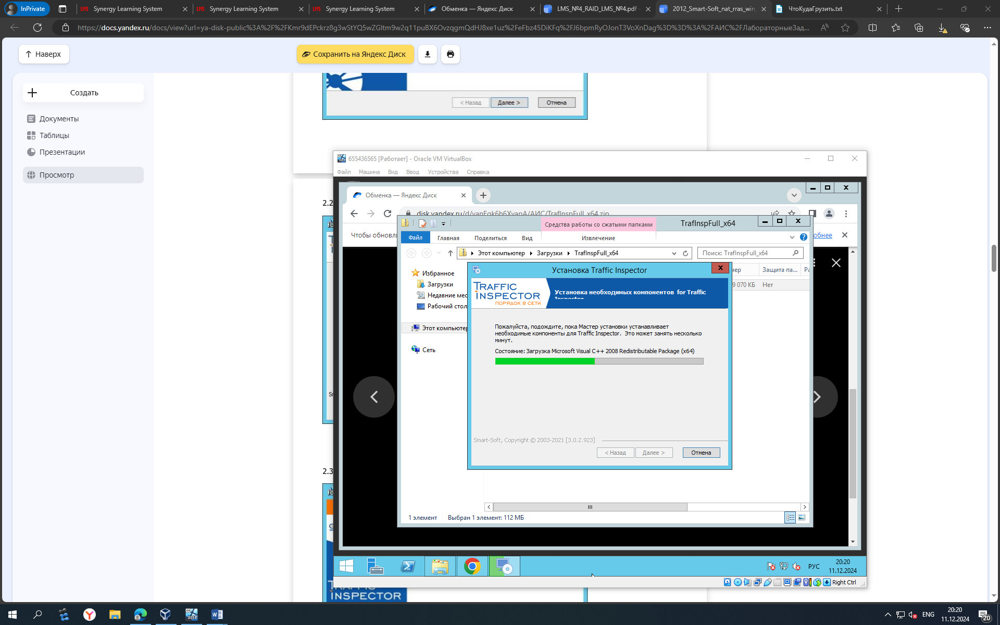 InPrivate
Synergy Learning System
Synergy Learning System
Synergy Learning System
Обменка — Яндекс Диск
LMS_№4_RAID_LMS_№4.pdf -
2012_Smart-Soft_nat_rras_win_
ЧтоКудаГрузить.txt
https://docs.yandex.ru/docs/view?url=ya-disk-public%3A%2F%2FKmr9dEPckrz8g3wStYQ5wZGltm9w2q11puBX6OvzqgmQdHJ8xe1uz%2FeFbz45DiKFq%2FJ6bpmRyOJonT3VoXnDag%3D%3D%3A%2FАИС%2FЛабораторныеЗад...
Наверх
Сохранить на Яндекс Диск
Создать
Документы
Таблицы
Презентации
Просмотр
< Назад
Далее >
Отмена
2.2
2.3
655436565 [Работает] - Oracle VM VirtualBox
Файл
Машина
Вид
Ввод
Устройства
Справка
Обменка — Яндекс Диск
disk.yandex.ru/d/vanFqk6h6XvapA/АИС/TrafInspFull_x64.zip
Чтобы обновл
обнее
Средства работы со сжатыми папками
TrafInspFull_x64
Файл
Главная
Поделиться
Вид
Извлечение
Этот компьютер
Загрузки
TrafInspFull_x64
Поиск: TrafInspFull_x64
Избранное
Загрузки
Недавние мес
Рабочий стол
Этот компьютер
Сеть
мер
Защита па...
Ра
9 070 КБ
Нет
Установка Traffic Inspector
TRAFFIC
INSPECTOR
ПОРЯДОК В СЕТИ
Установка необходимых компонентов for Traffic
Inspector
Пожалуйста, подождите, пока Мастер установки устанавливает
необходимые компоненты для Traffic Inspector. Это может занять несколько
минут.
Состояние: Загрузка Microsoft Visual C++ 2008 Redistributable Package (x64)
Smart-Soft, Copyright © 2003-2021 [3.0.2.923]
< Назад
Далее >
Отмена
1 элемент
Выбран 1 элемент: 112 МБ
РУС
20:20
11.12.2024
Right Ctrl
TRAFFIC
INSPECTOR
ENG
20:20
11.12.2024
20